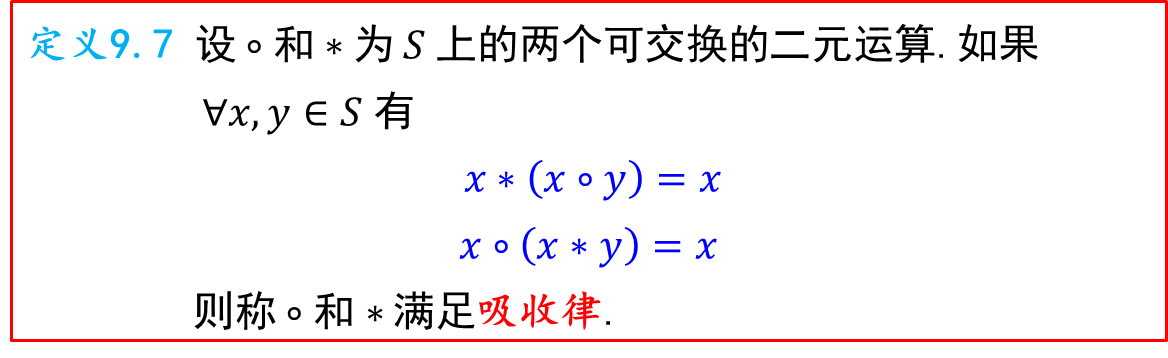 定义9.7 设∘和∗为 S 上的两个可交换的二元运算. 如果
∀x, y ∈ S 有
x ∗ (x ∘ y) = x
x ∘ (x ∗ y) = x
则称∘和∗满足吸收律.